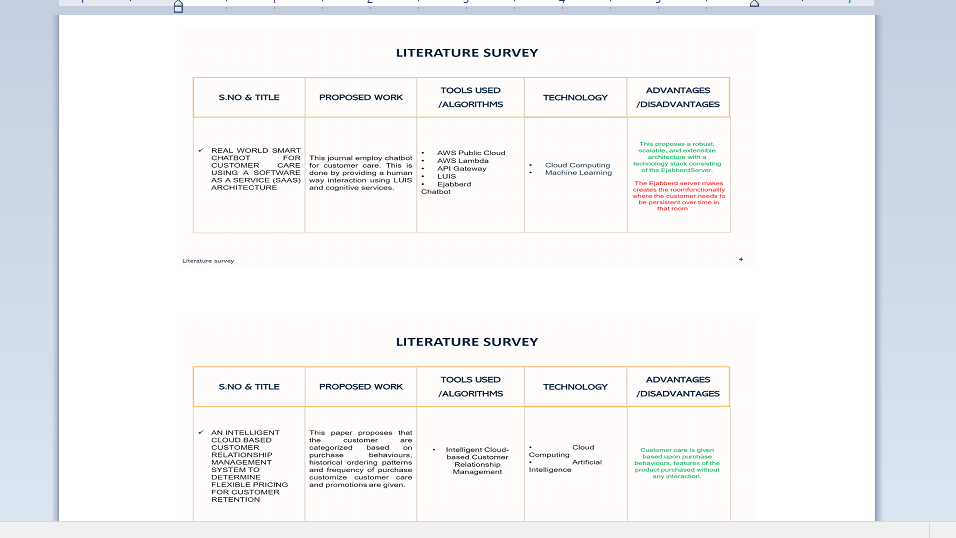 LITERATURE SURVEY
S.NO & TITLE
PROPOSED WORK
TOOLS USED
/ALGORITHMS
TECHNOLOGY
ADVANTAGES
/DISADVANTAGES
✓ REAL WORLD SMART
CHATBOT FOR
CUSTOMER CARE
USING A SOFTWARE
AS A SERVICE (SAAS)
ARCHITECTURE
This journal employ chatbot
for customer care. This is
done by providing a human
way interaction using LUIS
and cognitive services.
• AWS Public Cloud
• AWS Lambda
• API Gateway
• LUIS
• Ejabberd
Chatbot
• Cloud Computing
• Machine Learning
This proposes a robust,
scalable, and extensible
architecture with a
technology stack consisting
of the EjabberdServer.
The Ejabberd server makes
creates the roomfunctionality
where the customer needs to
be persistent over time in
that room
Literature survey
4
LITERATURE SURVEY
S.NO & TITLE
PROPOSED WORK
TOOLS USED
/ALGORITHMS
TECHNOLOGY
ADVANTAGES
/DISADVANTAGES
✓ AN INTELLIGENT
CLOUD BASED
CUSTOMER
RELATIONSHIP
MANAGEMENT
SYSTEM TO
DETERMINE
FLEXIBLE PRICING
FOR CUSTOMER
RETENTION
This paper proposes that
the customer are
categorized based on
purchase behaviours,
historical ordering patterns
and frequency of purchase
customize customer care
and promotions are given.
• Intelligent Cloud-
based Customer
Relationship
Management
• Cloud
Computing
• Artificial
Intelligence
Customer care is given
based upon purchase
behaviours, features of the
product purchased without
any interaction.